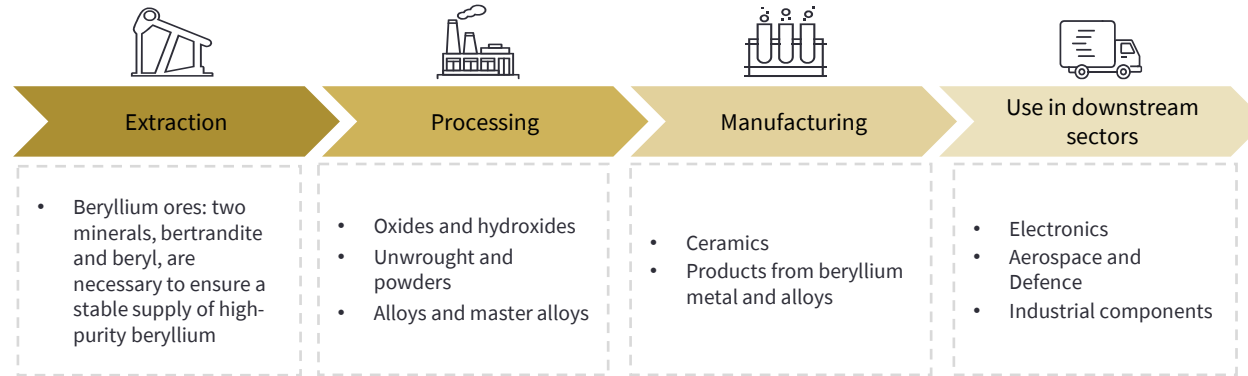 Extraction
Processing
Manufacturing
Use in downstream
sectors
• Beryllium ores: two
minerals, bertrandite
and beryl, are
necessary to ensure a
stable supply of high-
purity beryllium
• Oxides and hydroxides
• Unwrought and
powders
• Alloys and master alloys
• Ceramics
• Products from beryllium
metal and alloys
• Electronics
• Aerospace and
Defence
• Industrial components